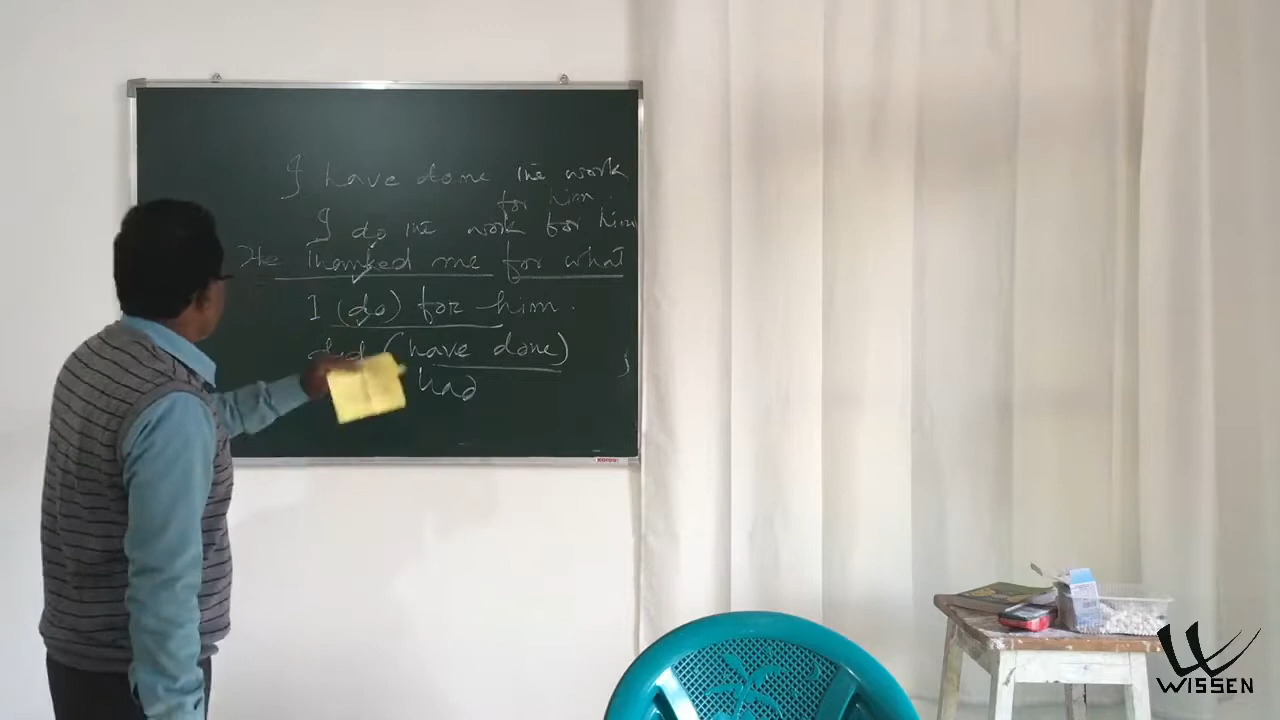 I have done the work
for him.
I do the work for him
He thanked me for what
I (do) for him.
did (have done)
had
WISSEN